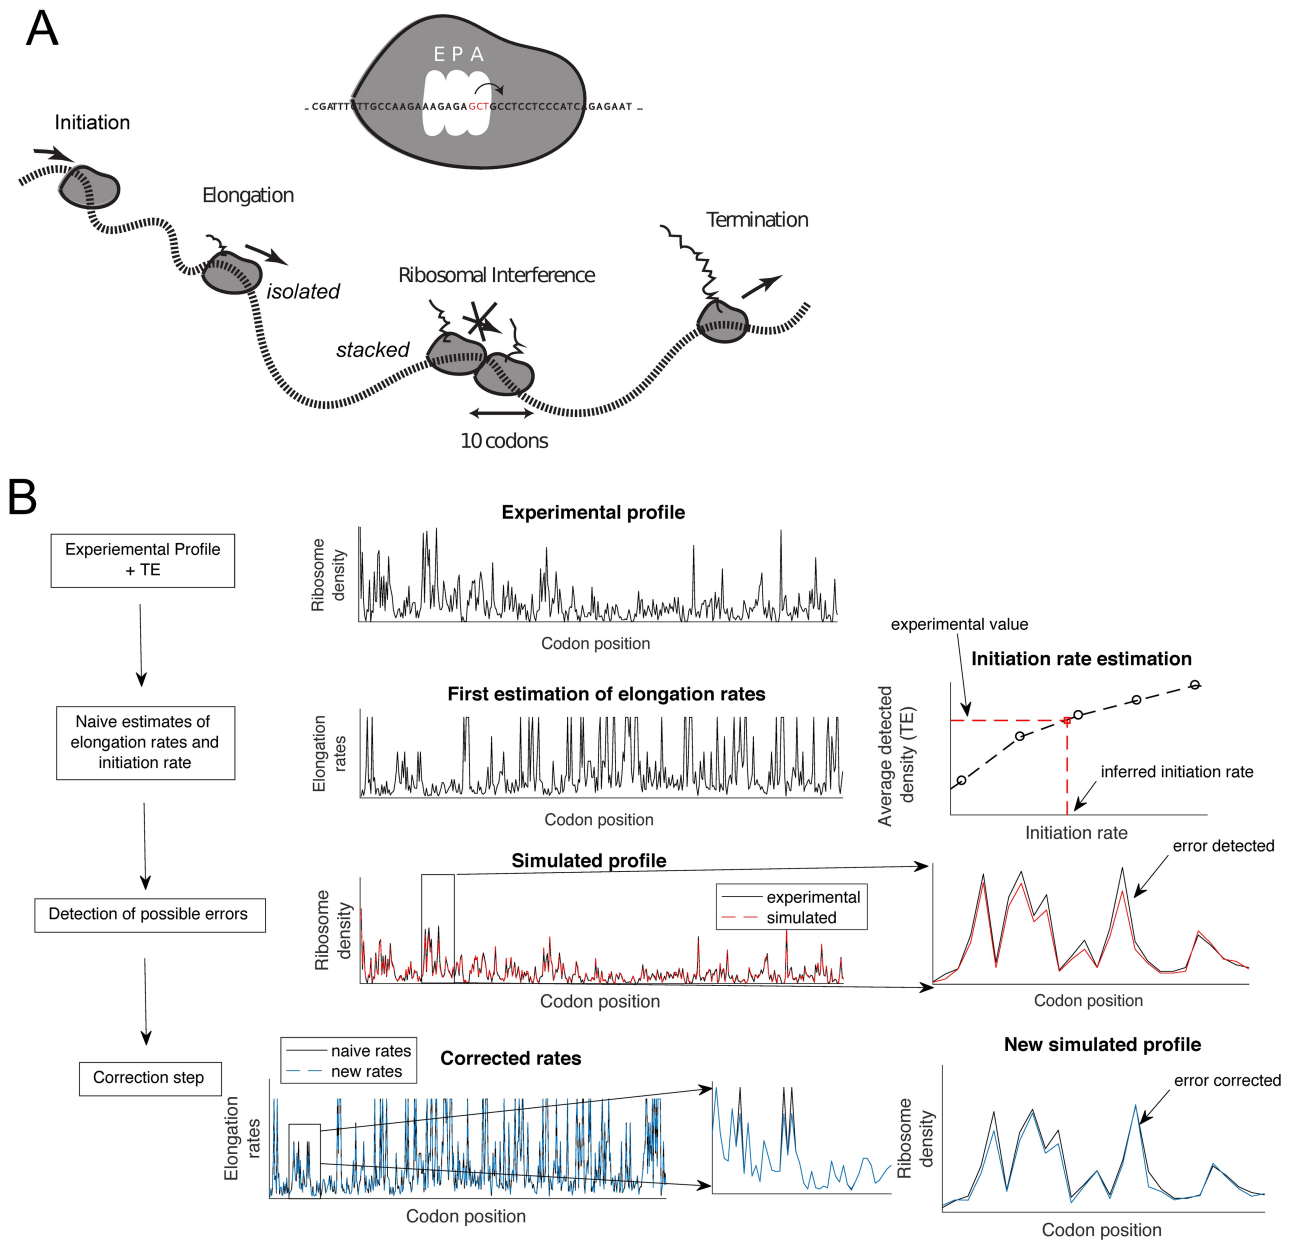 A
E P A
.. CGATTTGTTGCCAAGAAAGAGAGCTGCCTCCTCCCATCAGAGAAT ...
Initiation
Elongation
isolated
Ribosomal Interference
stacked
10 codons
Termination
B
Experiemental Profile
+ TE
Naive estimates of
elongation rates and
initiation rate
Detection of possible errors
Correction step
Experimental profile
Ribosome
density
Codon position
First estimation of elongation rates
Elongation
rates
Codon position
experimental value
Initiation rate estimation
Average detected
density (TE)
inferred initiation rate
Initiation rate
Simulated profile
Ribosome
density
experimental
simulated
Codon position
error detected
Codon position
naive rates
new rates
Corrected rates
Elongation
rates
Codon position
New simulated profile
error corrected
Ribosome
density
Codon position